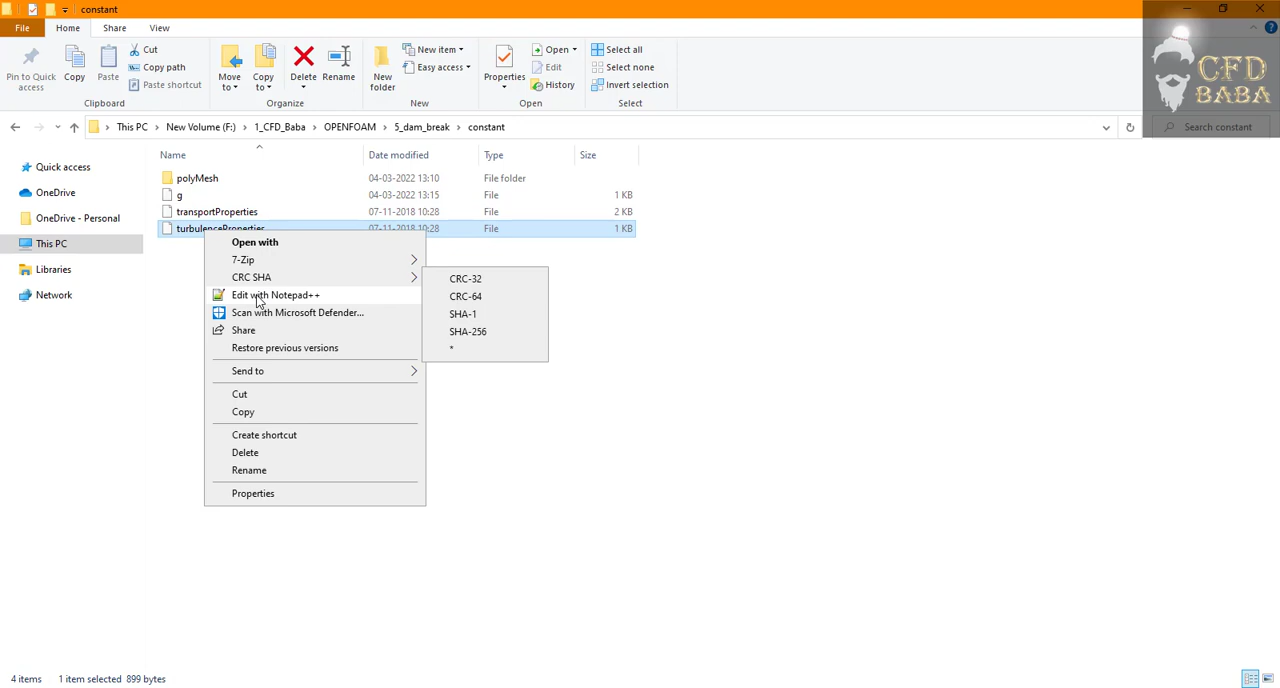 constant
File
Home
Share
View
Pin to Quick access
Copy
Paste
Cut
Copy path
Paste shortcut
Clipboard
Move to
Copy to
Delete
Rename
Organize
New folder
New item
Easy access
New
Properties
Open
Edit
History
Open
Select all
Select none
Invert selection
Select
CFD
BABA
This PC > New Volume (F:) > 1_CFD_Baba > OPENFOAM > 5_dam_break > constant
Search constant
Quick access
OneDrive
OneDrive - Personal
This PC
Libraries
Network
Name Date modified Type Size
polyMesh 04-03-2022 13:10 File folder
g 04-03-2022 13:15 File 1 KB
transportProperties 07-11-2018 10:28 File 2 KB
turbulenceProperties 07-11-2018 10:28 File 1 KB
Open with
7-Zip
CRC SHA
Edit with Notepad++
Scan with Microsoft Defender...
Share
Restore previous versions
Send to
Cut
Copy
Create shortcut
Delete
Rename
Properties
CRC-32
CRC-64
SHA-1
SHA-256
*
4 items 1 item selected 899 bytes